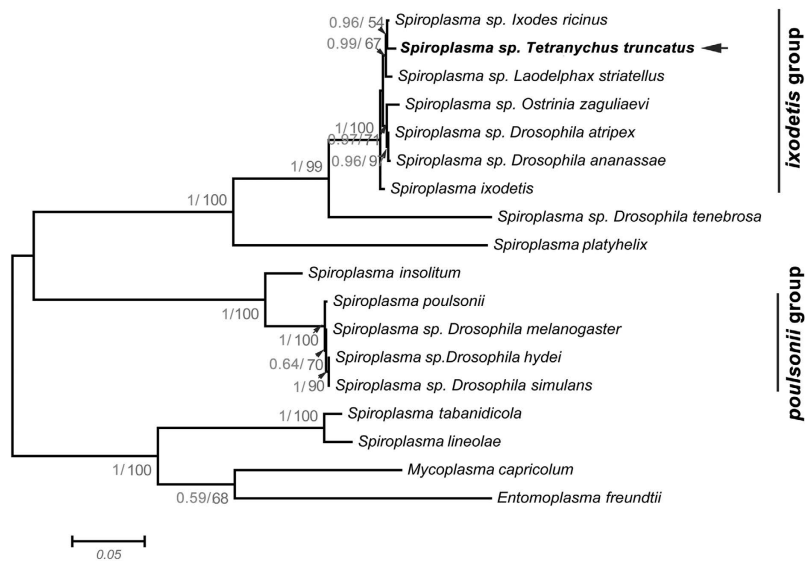 0.96/ 54
Spiroplasma sp. Ixodes ricinus
0.99/ 67
Spiroplasma sp. Tetranychus truncatus
Spiroplasma sp. Laodelphax striatellus
Spiroplasma sp. Ostrinia zaguliaevi
1/100
Spiroplasma sp. Drosophila atripex
0.96/9
Spiroplasma sp. Drosophila ananassae
1/99
Spiroplasma ixodetis
1/100
Spiroplasma sp. Drosophila tenebrosa
Spiroplasma platyhelix
ixodetis group
Spiroplasma insolitum
1/100
Spiroplasma poulsonii
Spiroplasma sp. Drosophila melanogaster
1/100
Spiroplasma sp.Drosophila hydei
0.64/ 70
Spiroplasma sp. Drosophila simulans
1/90
poulsonii group
1/100
Spiroplasma tabanidicola
Spiroplasma lineolae
1/100
Mycoplasma capricolum
0.59/68
Entomoplasma freundtii
0.05